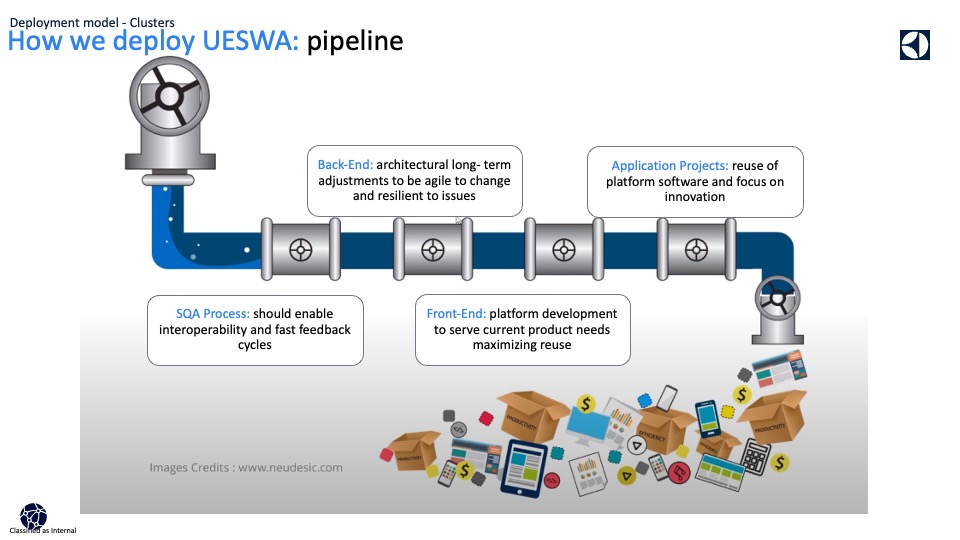 Deployment model - Clusters
How we deploy UESWA: pipeline
Back-End: architectural long- term
adjustments to be agile to change
and resilient to issues
Application Projects: reuse of
platform software and focus on
innovation
SQA Process: should enable
interoperability and fast feedback
cycles
Front-End: platform development
to serve current product needs
maximizing reuse
PRODUCTIVITY
EFFICIENCY
PRODUCTIVITY
Images Credits : www.neudesic.com
Classified as Internal